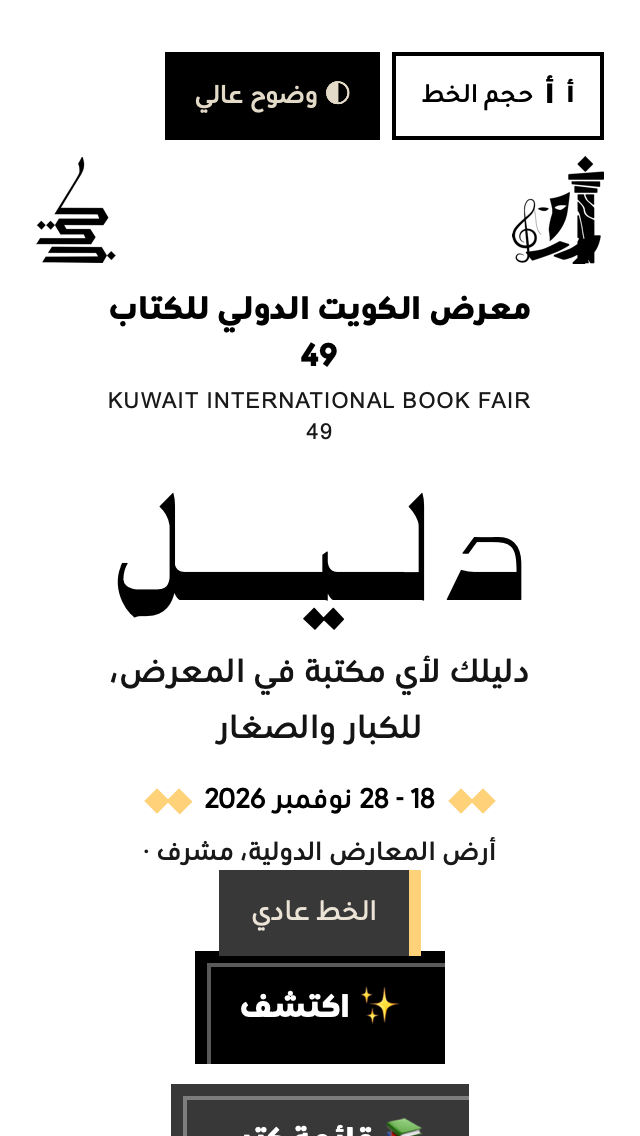 أ أ حجم الخط
وضوح عالي
معرض الكويت الدولي للكتاب
49
KUWAIT INTERNATIONAL BOOK FAIR
49
دليل
دليلك لأي مكتبة في المعرض،
للكبار والصغار
18 - 28 نوفمبر 2026
أرض المعارض الدولية، مشرف ·
الخط عادي
✨ اكتشف